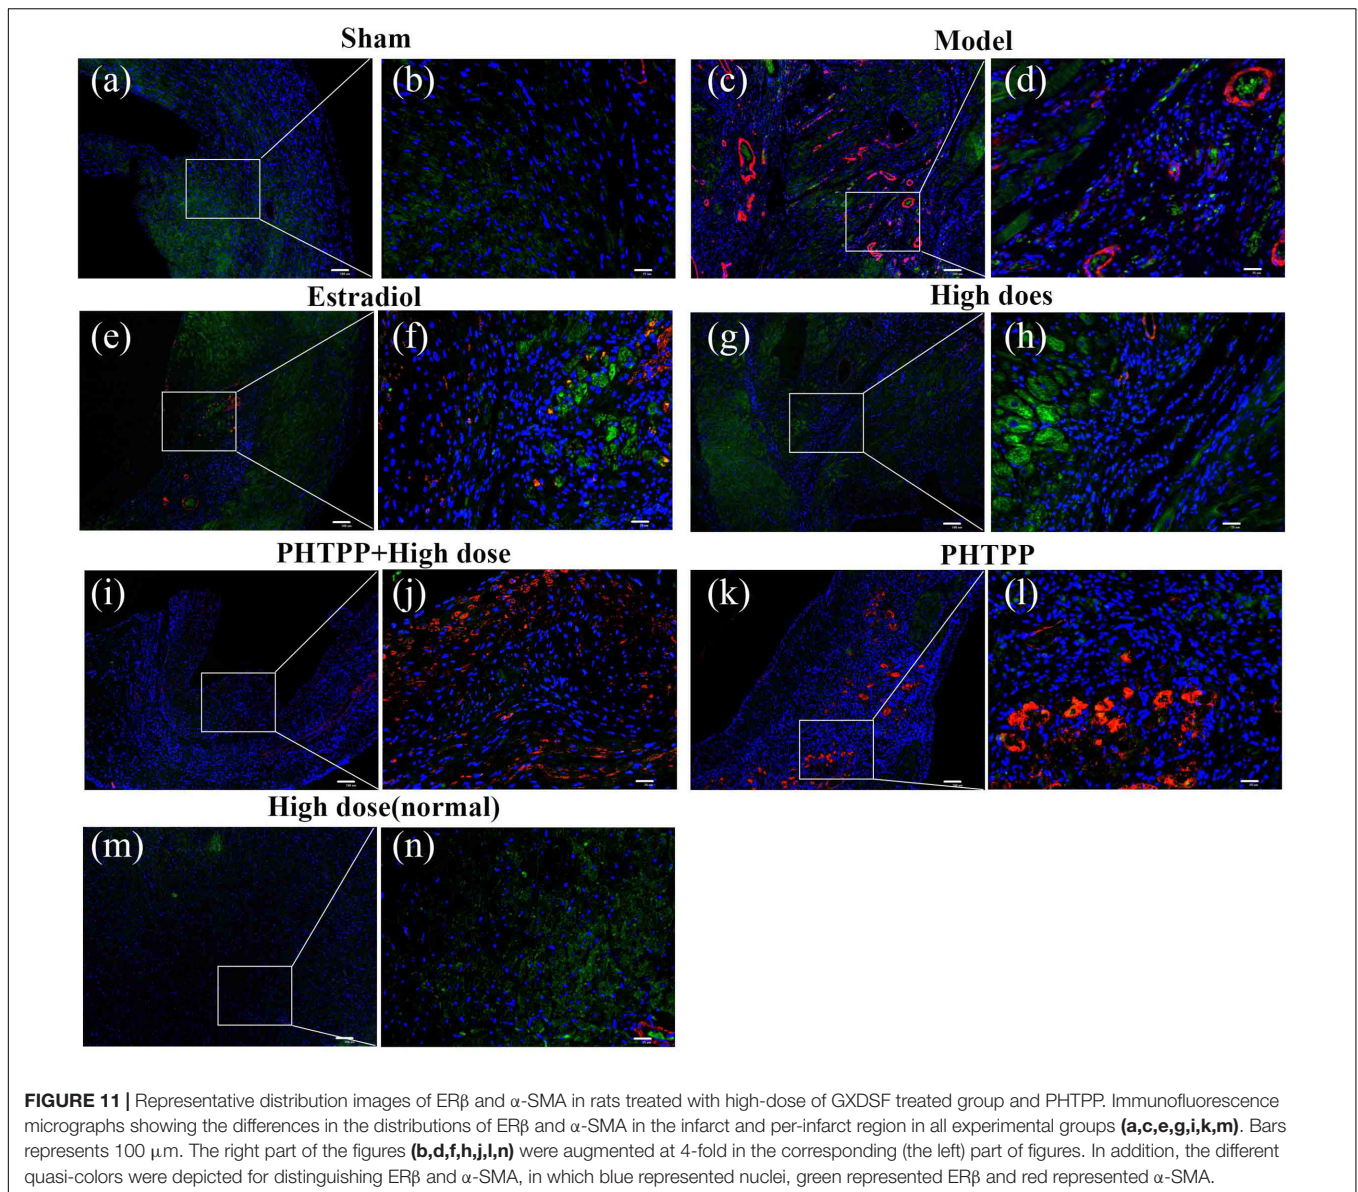 Sham
Model
(a)
(b)
(c)
(d)
Estradiol
High does
(e)
(f)
(g)
(h)
PHTPP+High dose
PHTPP
(i)
(j)
(k)
(l)
High dose(normal)
(m)
(n)
FIGURE 11 | Representative distribution images of ERβ and α-SMA in rats treated with high-dose of GXDSF treated group and PHTPP. Immunofluorescence
micrographs showing the differences in the distributions of ERβ and α-SMA in the infarct and per-infarct region in all experimental groups (a,c,e,g,i,k,m). Bars
represents 100 μm. The right part of the figures (b,d,f,h,j,l,n) were augmented at 4-fold in the corresponding (the left) part of figures. In addition, the different
quasi-colors were depicted for distinguishing ERβ and α-SMA, in which blue represented nuclei, green represented ERβ and red represented α-SMA.